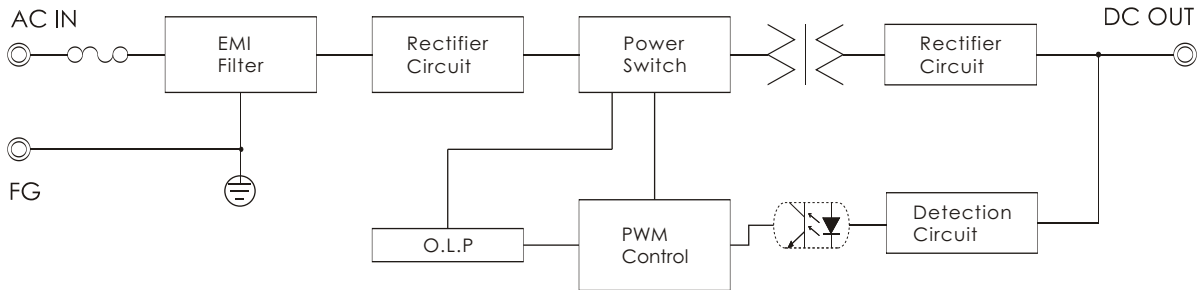 AC IN
DC OUT
EMI
Filter
Rectifier
Circuit
Power
Switch
Rectifier
Circuit
FG
O.L.P
PWM
Control
Detection
Circuit